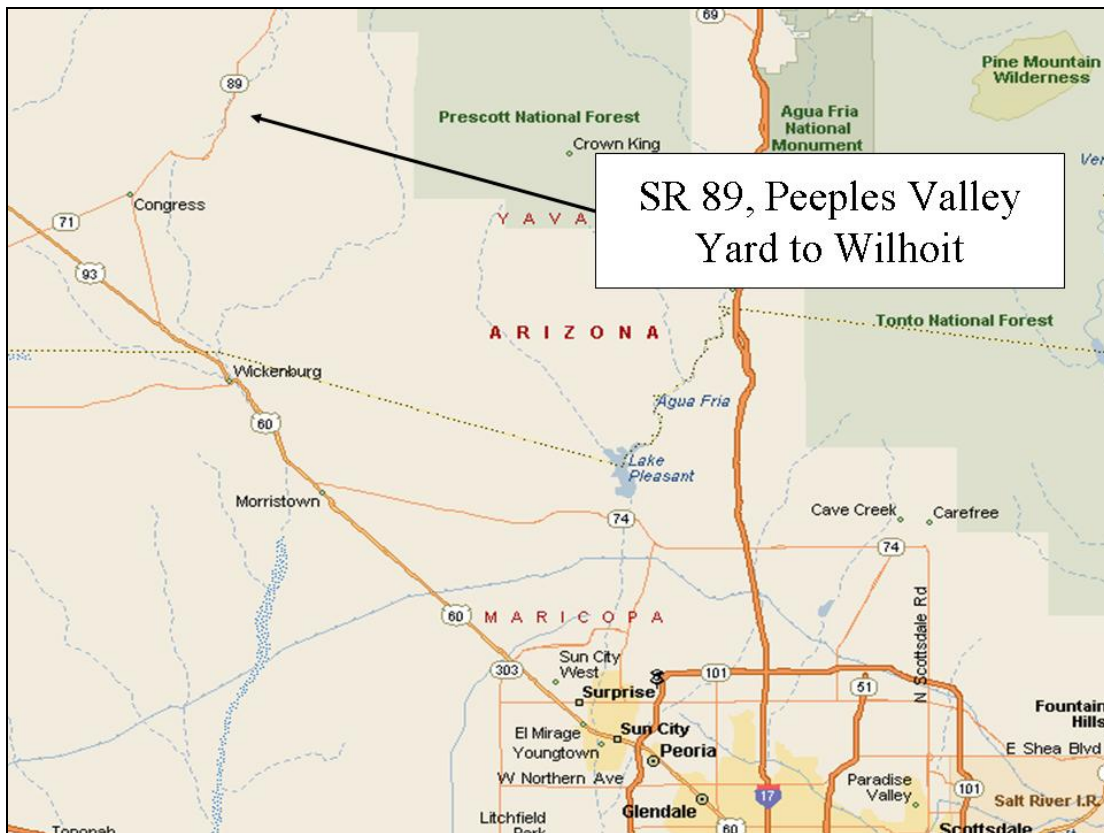 69
89
Pine Mountain
Wilderness
Prescott National Forest
Agua Fria
National
Monument
Crown King
SR 89, Peeples Valley
Yard to Wilhoit
Congress
71
93
ARIZONA
Tonto National Forest
Wickenburg
60
Agua Fria
Lake
Pleasant
Morristown
74
Cave Creek
Carefree
74
N Scottsdale Rd
60
MARICOPA
303
Sun City
West
101
51
Surprise
Fountain
Hills
El Mirage
Sun City
Youngtown
Peoria
E Shea Blvd
W Northern Ave
17
Paradise
Valley
101
Glendale
Salt River I.R.
Litchfield
60
Scottsdale